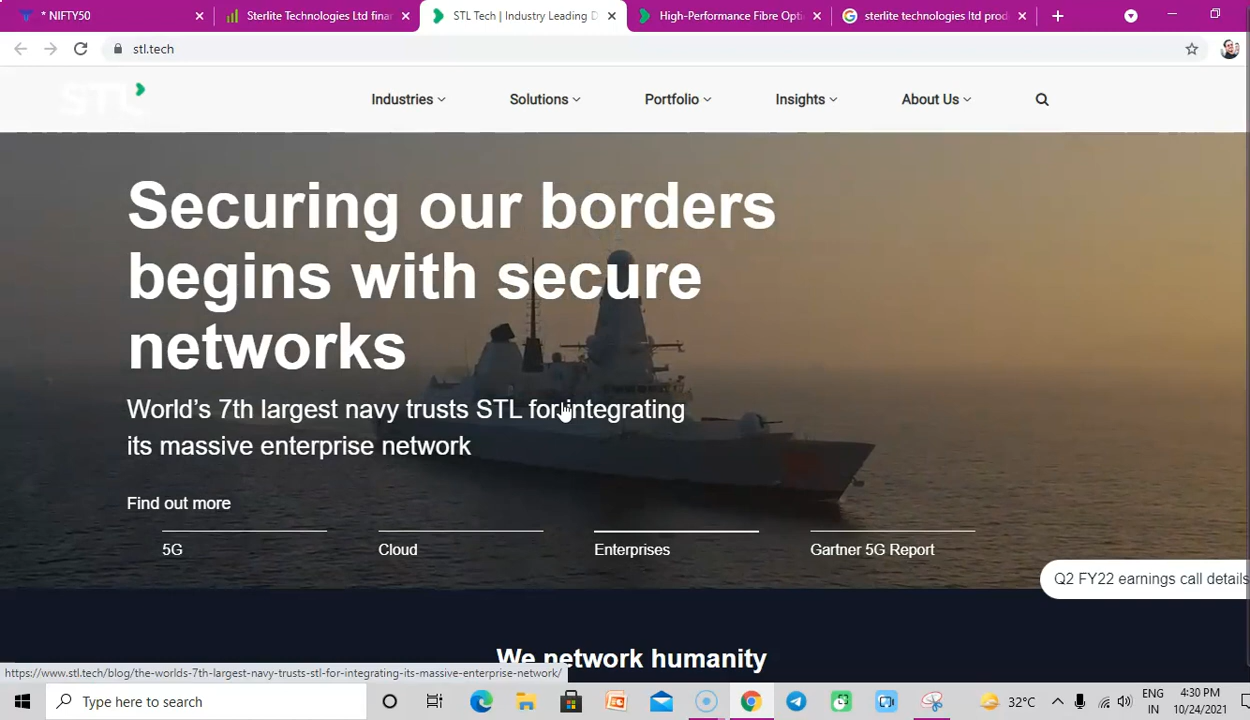 * NIFTY50
Sterlite Technologies Ltd finan
STL Tech | Industry Leading D
High-Performance Fibre Opti
sterlite technologies ltd prod
stl.tech
STL
Industries
Solutions
Portfolio
Insights
About Us
Securing our borders
begins with secure
networks
World's 7th largest navy trusts STL for integrating
its massive enterprise network
Find out more
5G
Cloud
Enterprises
Gartner 5G Report
Q2 FY22 earnings call details
We network humanity
https://www.stl.tech/blog/the-worlds-7th-largest-navy-trusts-stl-for-integrating-its-massive-enterprise-network/
Type here to search
32°C
ENG
IN
4:30 PM
10/24/2021